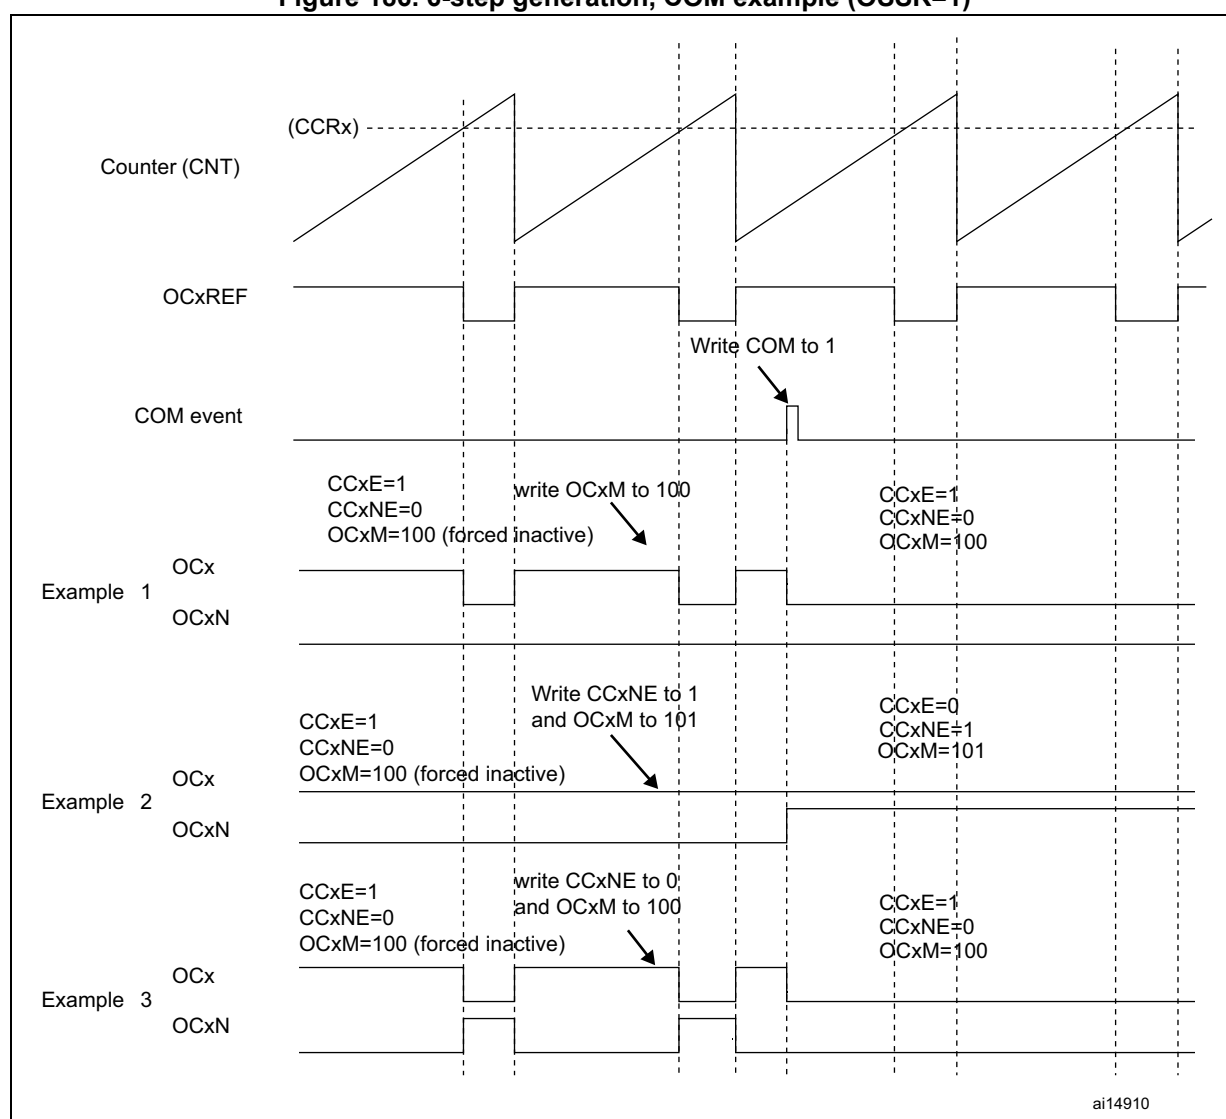 Figure 186. 6-step generation, COM example (OSSR=1)
(CCRx)
Counter (CNT)
OCxREF
Write COM to 1
COM event
CCxE=1
CCxNE=0
OCxM=100 (forced inactive)
write OCxM to 100
CCxE=1
CCxNE=0
OCxM=100
OCx
Example 1
OCxN
Write CCxNE to 1
and OCxM to 101
CCxE=1
CCxNE=0
OCxM=100 (forced inactive)
CCxE=0
CCxNE=1
OCxM=101
OCx
Example 2
OCxN
write CCxNE to 0
and OCxM to 100
CCxE=1
CCxNE=0
OCxM=100 (forced inactive)
CCxE=1
CCxNE=0
OCxM=100
OCx
Example 3
OCxN
ai14910